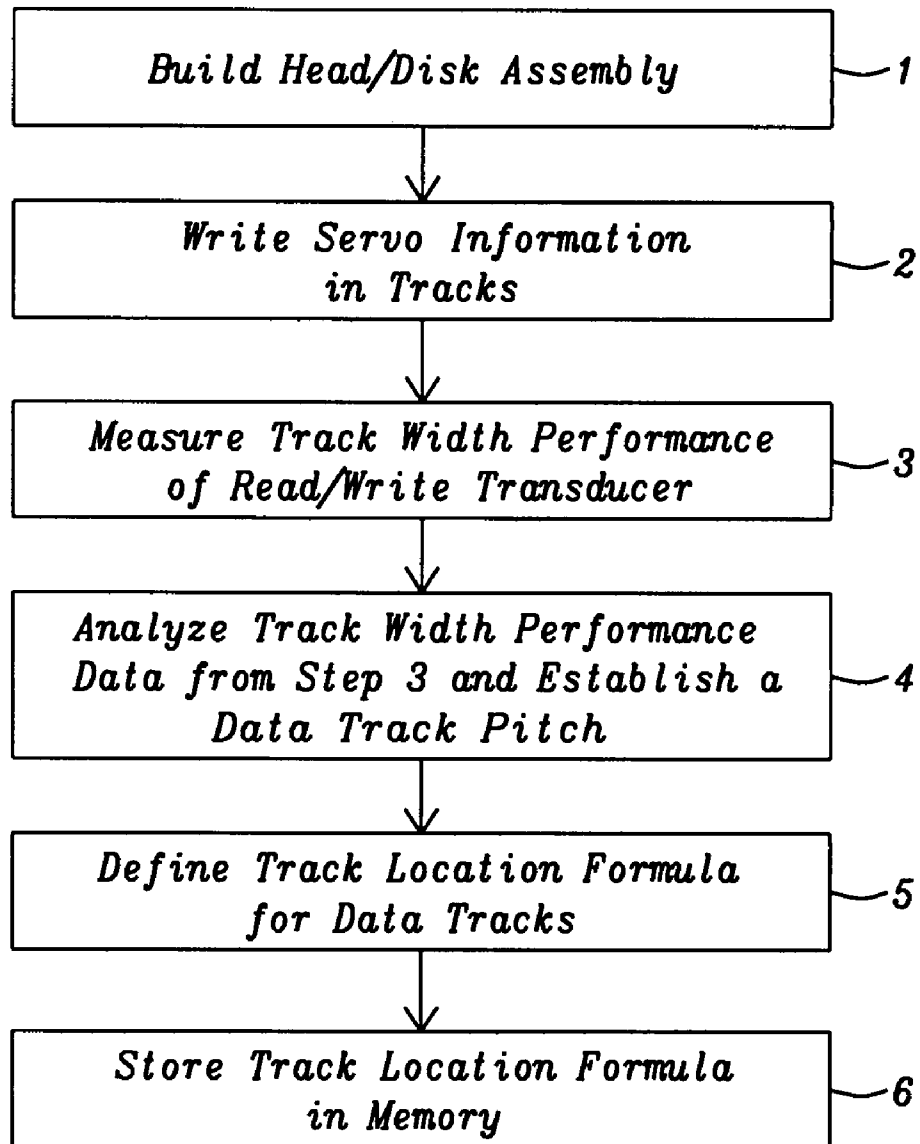 Build Head/Disk Assembly
1
Write Servo Information
in Tracks
2
Measure Track Width Performance
of Read/Write Transducer
3
Analyze Track Width Performance
Data from Step 3 and Establish a
Data Track Pitch
4
Define Track Location Formula
for Data Tracks
5
Store Track Location Formula
in Memory
6